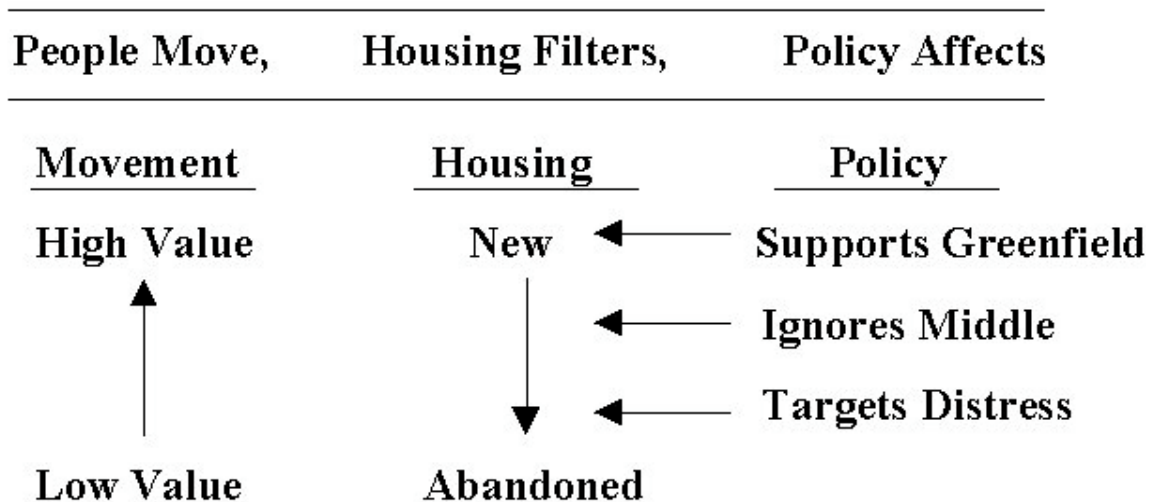 People Move, Housing Filters, Policy Affects
Movement Housing Policy
High Value New Supports Greenfield
Ignores Middle
Targets Distress
Low Value Abandoned